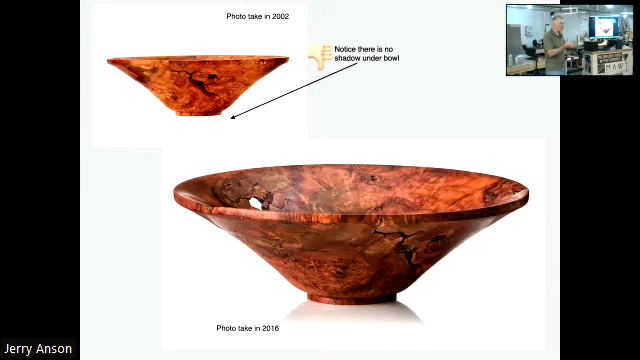 Photo take in 2002
Notice there is no
shadow under bowl
Photo take in 2016
Jerry Anson